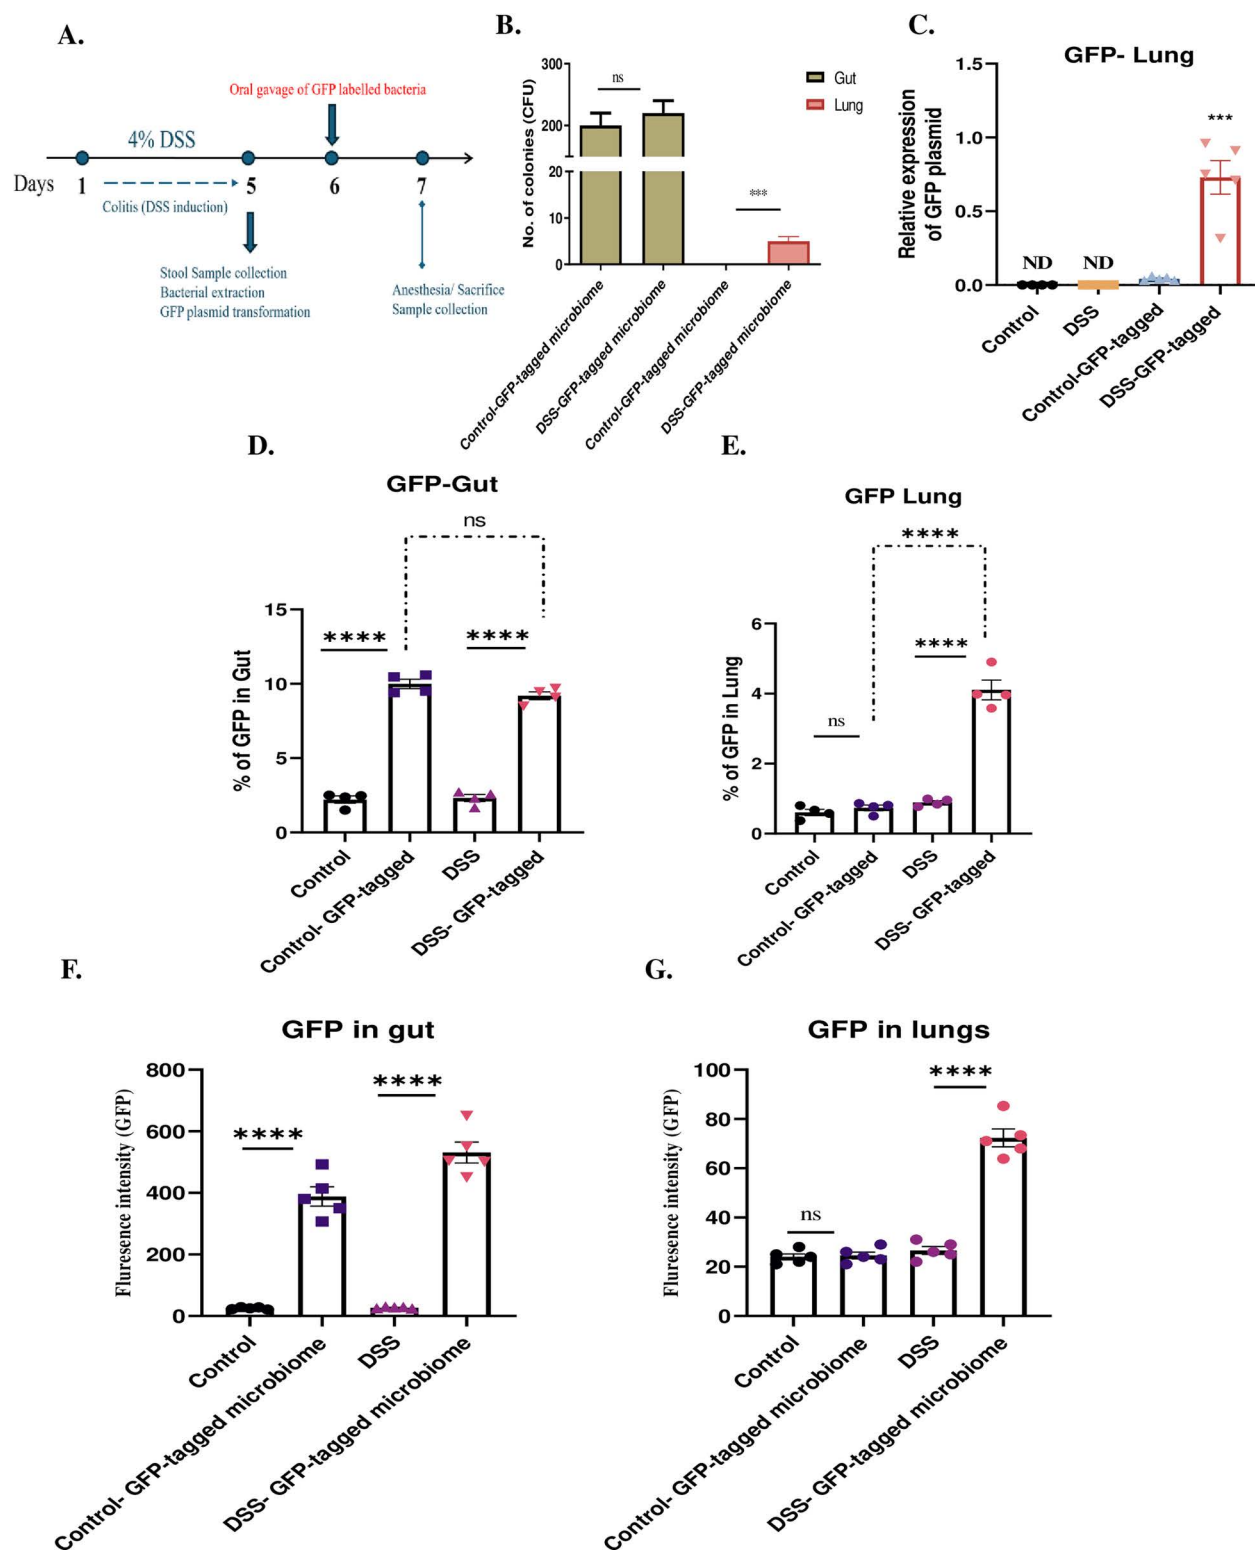 A.
Oral gavage of GFP labelled bacteria
4% DSS
Days 1 5 6 7
Colitis (DSS induction)
Stool Sample collection
Bacterial extraction
GFP plasmid transformation
Anesthesia/ Sacrifice
Sample collection
B.
No. of colonies (CFU)
300
200
20
10
0
ns
***
Gut
Lung
Control-GFP-tagged microbiome
DSS-GFP-tagged microbiome
Control-GFP-tagged microbiome
DSS-GFP-tagged microbiome
C.
GFP- Lung
Relative expression
of GFP plasmid
1.5
1.0
0.5
0.0
ND
ND
***
Control
DSS
Control-GFP-tagged
DSS-GFP-tagged
D.
GFP-Gut
ns
% of GFP in Gut
15
10
5
0
****
****
Control
Control- GFP-tagged
DSS
DSS- GFP-tagged
E.
GFP Lung
****
% of GFP in Lung
6
4
2
0
ns
****
Control
Control- GFP-tagged
DSS
DSS- GFP-tagged
F.
GFP in gut
Fluresence intensity (GFP)
800
600
400
200
0
****
****
Control
Control- GFP-tagged microbiome
DSS
DSS- GFP-tagged microbiome
G.
GFP in lungs
Fluresence intensity (GFP)
100
80
60
40
20
0
ns
****
Control
Control- GFP-tagged microbiome
DSS
DSS- GFP-tagged microbiome